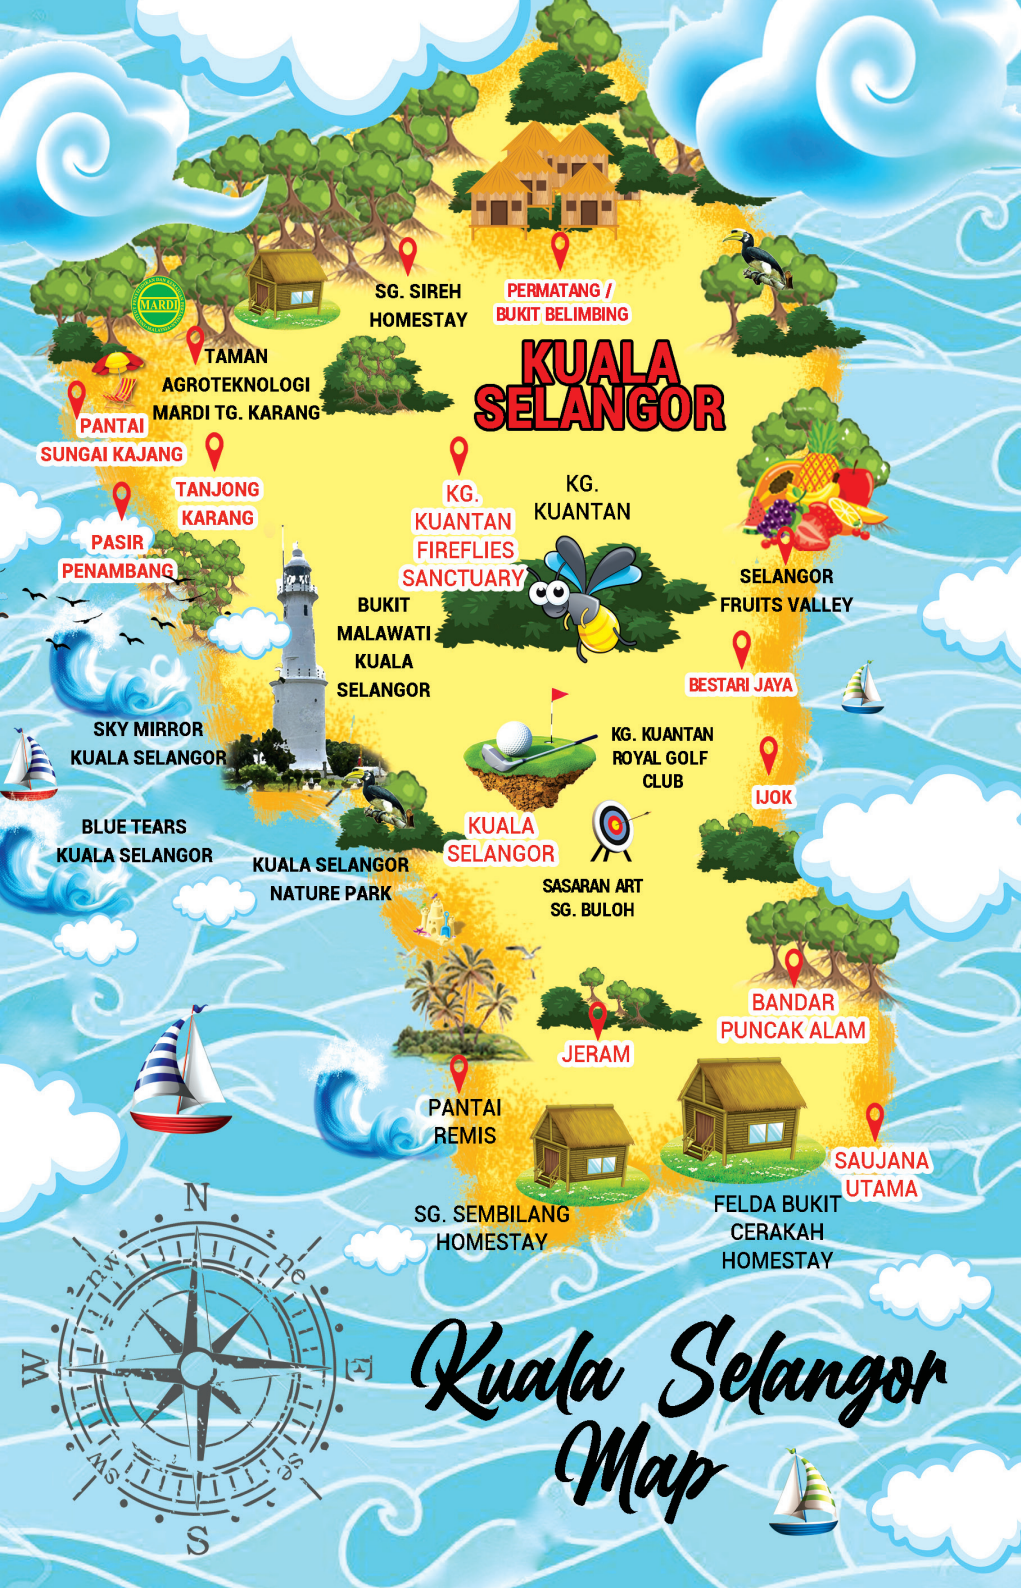 SG. SIREH
HOMESTAY
PERMATANG /
BUKIT BELIMBING
MARDI
TAMAN
AGROTEKNOLOGI
MARDI TG. KARANG
KUALA
SELANGOR
PANTAI
SUNGAI KAJANG
TANJONG
KARANG
PASIR
PENAMBANG
KG.
KUANTAN
FIREFLIES
SANCTUARY
KG.
KUANTAN
SELANGOR
FRUITS VALLEY
BUKIT
MALAWATI
KUALA
SELANGOR
BESTARI JAYA
SKY MIRROR
KUALA SELANGOR
KG. KUANTAN
ROYAL GOLF
CLUB
IJOK
BLUE TEARS
KUALA SELANGOR
KUALA
SELANGOR
KUALA SELANGOR
NATURE PARK
SASARAN ART
SG. BULOH
BANDAR
PUNCAK ALAM
JERAM
PANTAI
REMIS
SAUJANA
UTAMA
SG. SEMBILANG
HOMESTAY
FELDA BUKIT
CERAKAH
HOMESTAY
N
nw
ne
W
E
sw
se
S
Kuala Selangor
Map